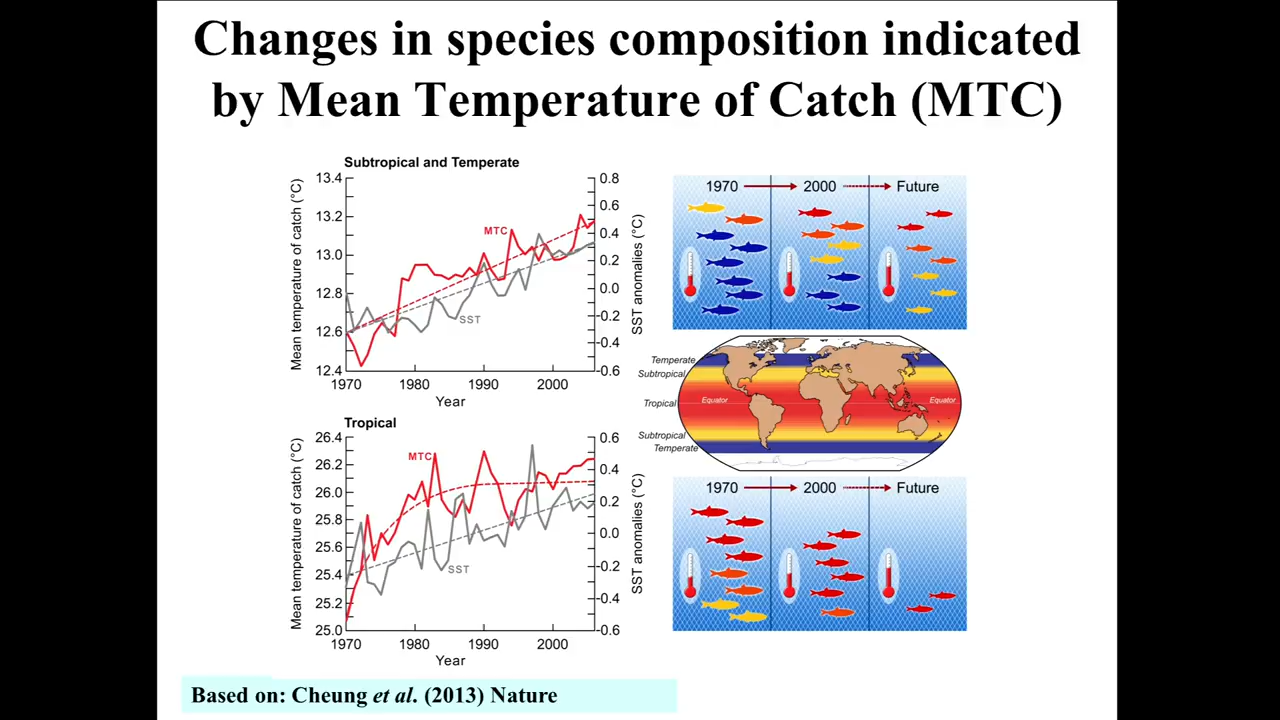 Changes in species composition indicated
by Mean Temperature of Catch (MTC)
Subtropical and Temperate
Mean temperature of catch (°C)
13.4
13.2
13.0
12.8
12.6
12.4
MTC
SST
0.8
0.6
0.4
0.2
0.0
-0.2
-0.4
-0.6
SST anomalies (°C)
1970 1980 1990 2000
Year
Tropical
Mean temperature of catch (°C)
26.4
26.2
26.0
25.8
25.6
25.4
25.2
25.0
MTC
SST
0.6
0.4
0.2
0.0
-0.2
-0.4
-0.6
SST anomalies (°C)
1970 1980 1990 2000
Year
1970 2000 Future
Temperate
Subtropical
Tropical
Equator Equator
Subtropical
Temperate
1970 2000 Future
Based on: Cheung et al. (2013) Nature